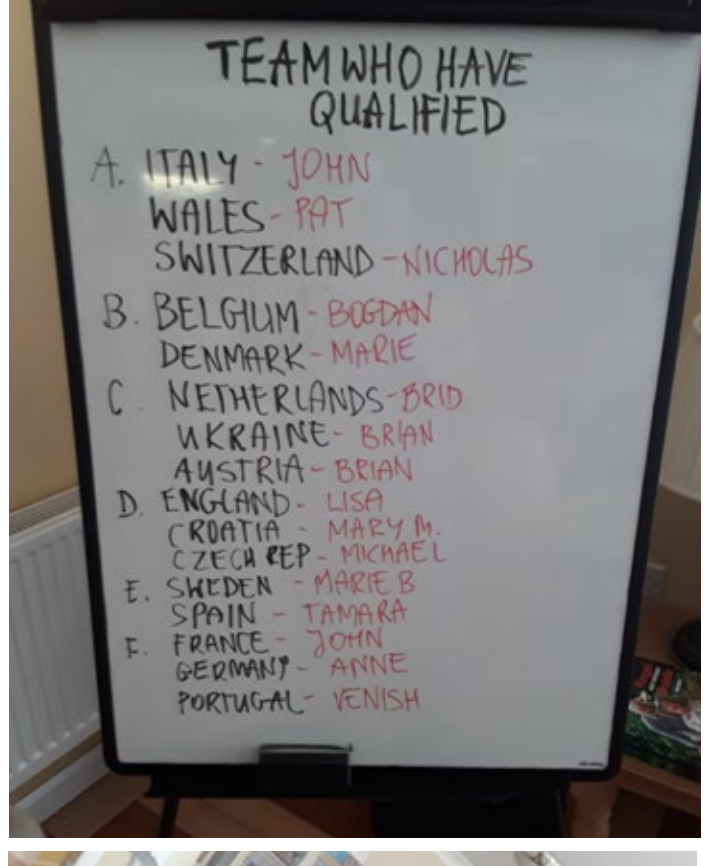 TEAM WHO HAVE
QUALIFIED
A. ITALY - JOHN
WALES - PAT
SWITZERLAND - NICHOLAS
B. BELGIUM - BOGDAN
DENMARK - MARIE
C. NETHERLANDS - BRID
UKRAINE - BRIAN
AUSTRIA - BRIAN
D. ENGLAND - LISA
CROATIA - MARY M.
CZECH REP - MICHAEL
E. SWEDEN - MARIE B
SPAIN - TAMARA
F. FRANCE - JOHN
GERMANY - ANNE
PORTUGAL - VENISH